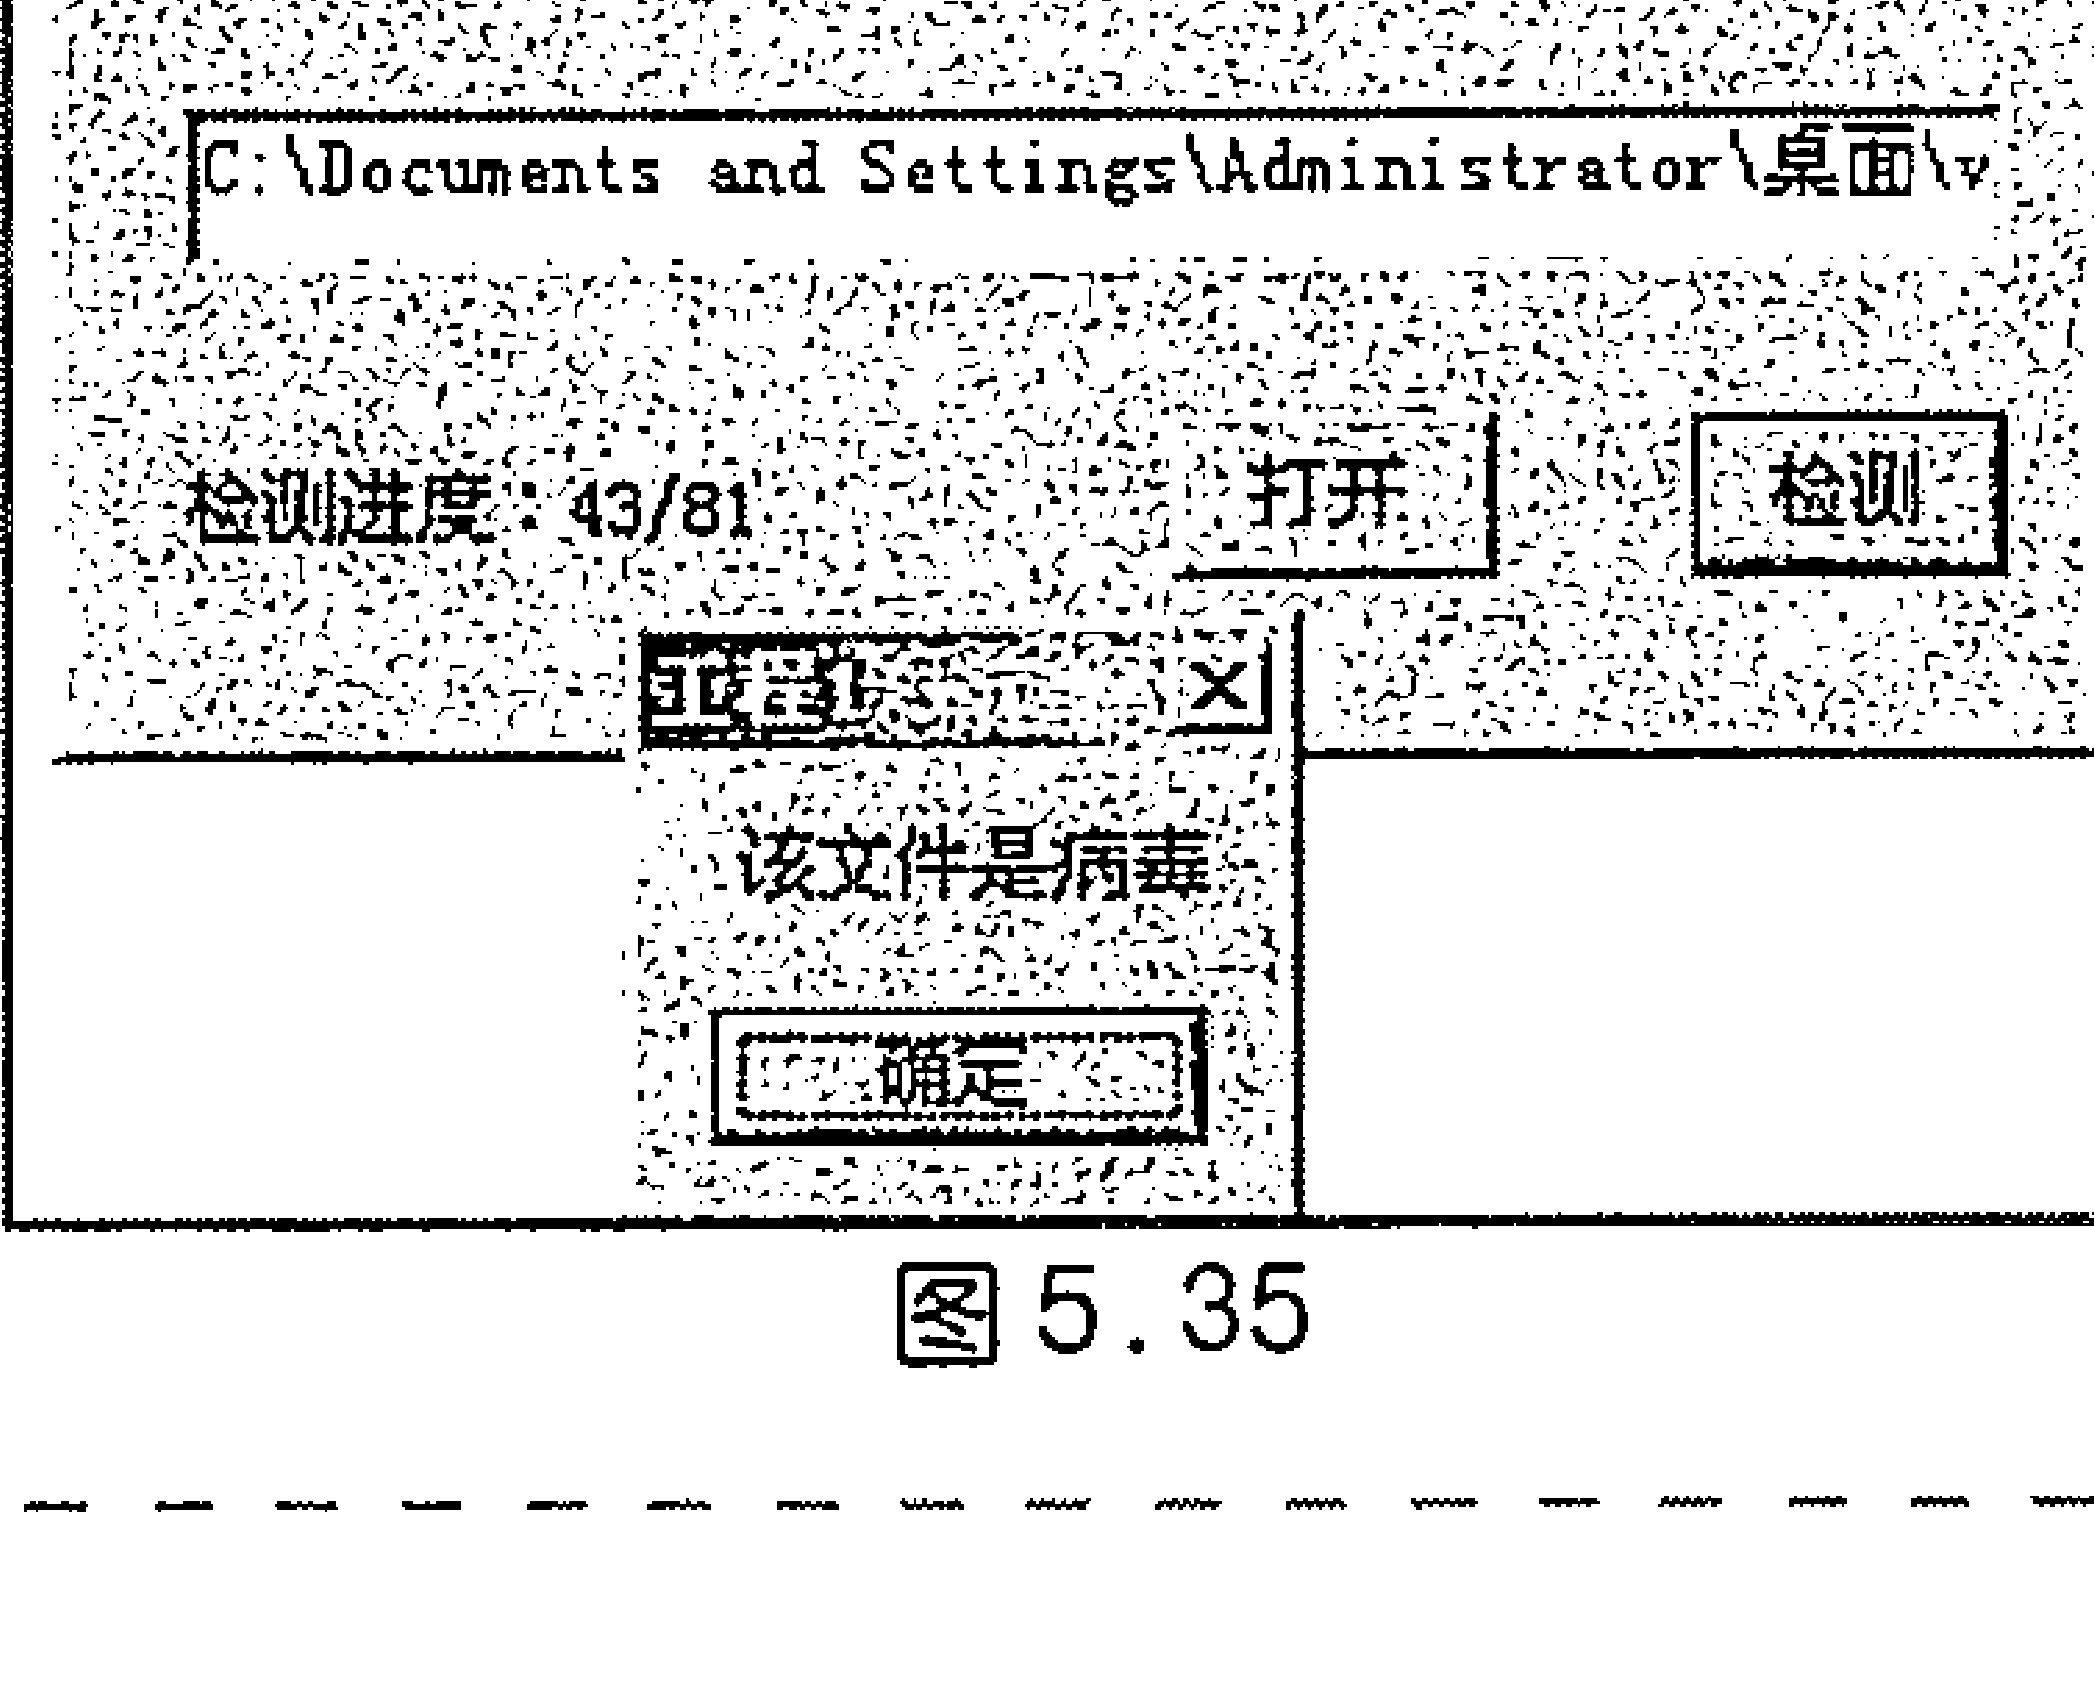 C:\Documents and Settings\Administrator\桌面\v
检测进度：43/81
打开
检测
该文件是病毒
确定
图 5.35